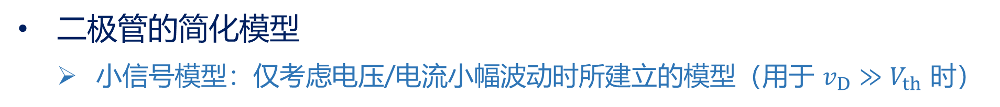 • 二极管的简化模型
➢ 小信号模型：仅考虑电压/电流小幅波动时所建立的模型（用于 𝑣D ≫ 𝑉th 时）